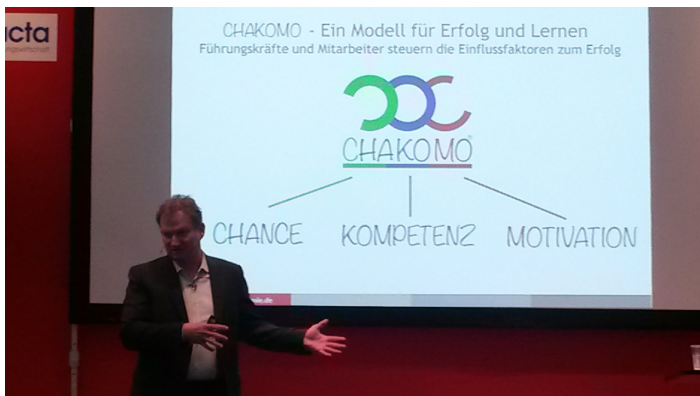 acta
CHAKOMO - Ein Modell für Erfolg und Lernen
Führungskräfte und Mitarbeiter steuern die Einflussfaktoren zum Erfolg
CHAKOMO®
CHANCE KOMPETENZ MOTIVATION